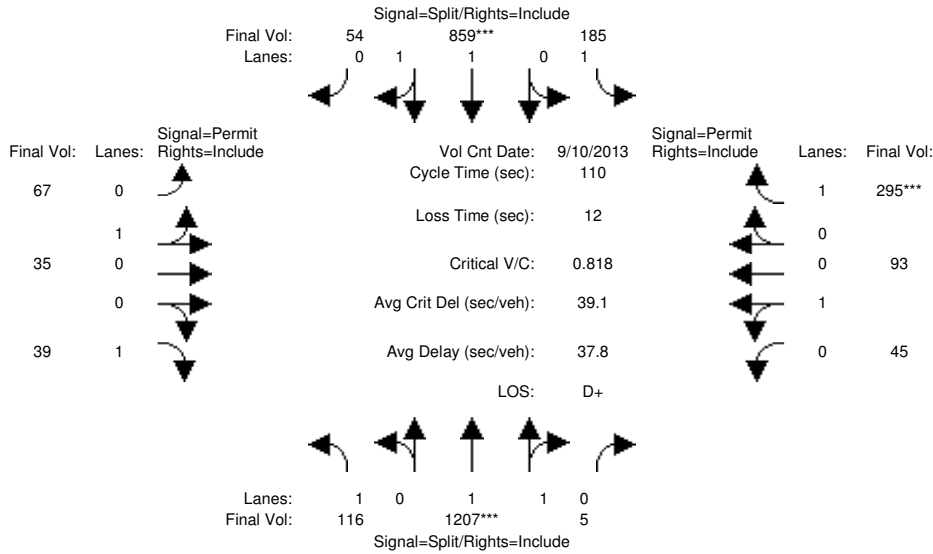 Signal=Split/Rights=Include
Final Vol: 54 859*** 185
Lanes: 0 1 1 0 1
Signal=Permit
Final Vol: Lanes: Rights=Include
Vol Cnt Date: 9/10/2013
Signal=Permit
Rights=Include Lanes: Final Vol:
Cycle Time (sec): 110
67 0
1 295***
Loss Time (sec): 12
1
0
35 0
Critical V/C: 0.818
0 93
0
Avg Crit Del (sec/veh): 39.1
1
39 1
Avg Delay (sec/veh): 37.8
0 45
LOS: D+
Lanes: 1 0 1 1 0
Final Vol: 116 1207*** 5
Signal=Split/Rights=Include